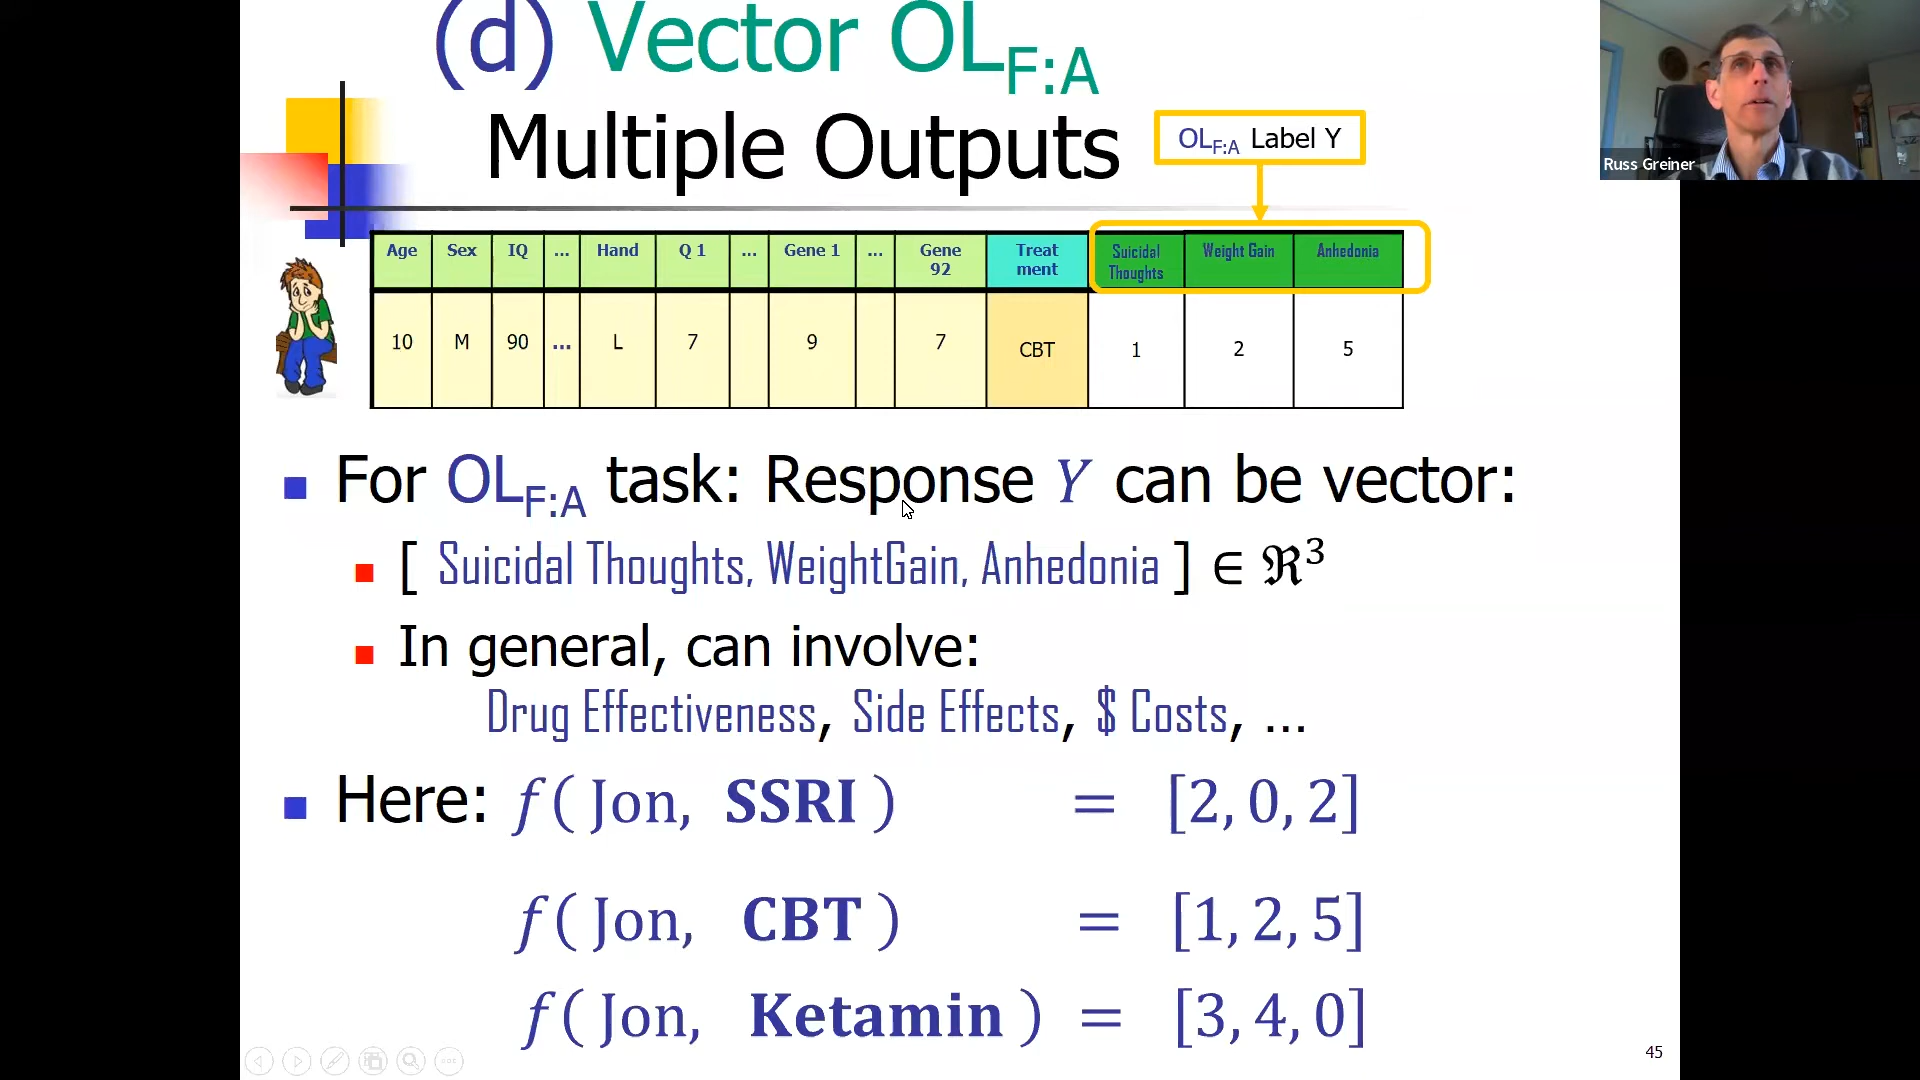 (d) Vector OL_F:A
Multiple Outputs
OL_F:A Label Y
Russ Greiner
Age Sex IQ ... Hand Q 1 ... Gene 1 ... Gene 92 Treat ment Suicidal Thoughts Weight Gain Anhedonia
10 M 90 ... L 7 9 7 CBT 1 2 5
For OL_F:A task: Response Y can be vector:
[ Suicidal Thoughts, WeightGain, Anhedonia ] ∈ ℜ³
In general, can involve:
Drug Effectiveness, Side Effects, $ Costs, ...
Here: f( Jon, SSRI ) = [2, 0, 2]
f( Jon, CBT ) = [1, 2, 5]
f( Jon, Ketamin ) = [3, 4, 0]
45